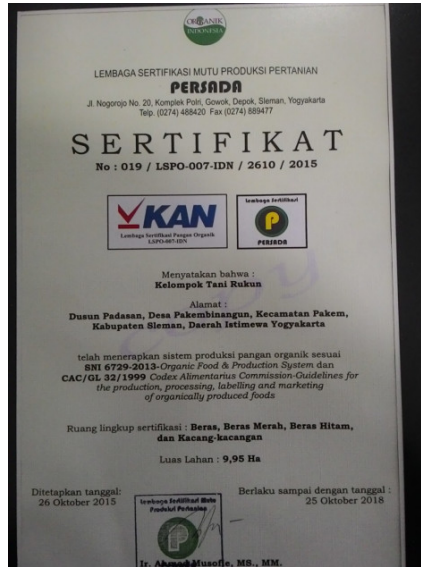 ORGANIK
INDONESIA
LEMBAGA SERTIFIKASI MUTU PRODUKSI PERTANIAN
PERSADA
Jl. Nogorojo No. 20, Komplek Polri, Gowok, Depok, Sleman, Yogyakarta
Telp. (0274) 488420 Fax (0274) 889477
SERTIFIKAT
No : 019 / LSPO-007-IDN / 2610 / 2015
KAN
Lembaga Sertifikasi Pangan Organik
LSPO-007-IDN
Lembaga Sertifikasi
P
PERSADA
Copy
Menyatakan bahwa :
Kelompok Tani Rukun
Alamat :
Dusun Padasan, Desa Pakembinangun, Kecamatan Pakem,
Kabupaten Sleman, Daerah Istimewa Yogyakarta
telah menerapkan sistem produksi pangan organik sesuai
SNI 6729-2013-Organic Food & Production System dan
CAC/GL 32/1999 Codex Alimentarius Commission-Guidelines for
the production, processing, labelling and marketing
of organically produced foods
Ruang lingkup sertifikasi : Beras, Beras Merah, Beras Hitam,
dan Kacang-kacangan
Luas Lahan : 9,95 Ha
Ditetapkan tanggal:
26 Oktober 2015
Berlaku sampai dengan tanggal :
25 Oktober 2018
Lembaga Sertifikasi Mutu
Produksi Pertanian
P
Ir. Ahmad Musofie, MS., MM.